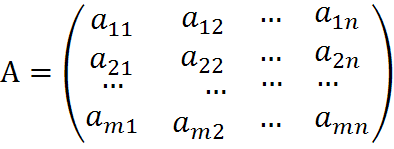 a₁₁ a₁₂ ... a₁ₙ
A = a₂₁ a₂₂ ... a₂ₙ
... ... ... ...
aₘ₁ aₘ₂ ... aₘₙ